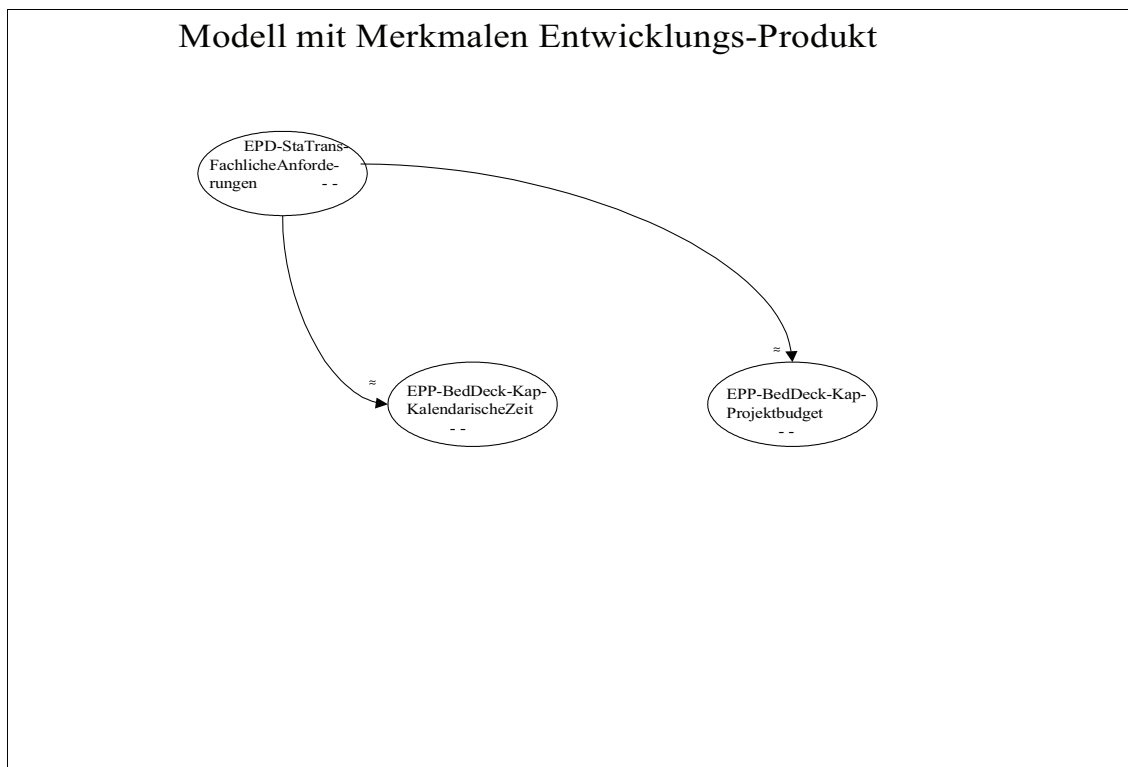 Modell mit Merkmalen Entwicklungs-Produkt
EPD-StaTrans-
FachlicheAnforde-
rungen - -
≈
≈
EPP-BedDeck-Kap-
KalendarischeZeit
- -
EPP-BedDeck-Kap-
Projektbudget
- -